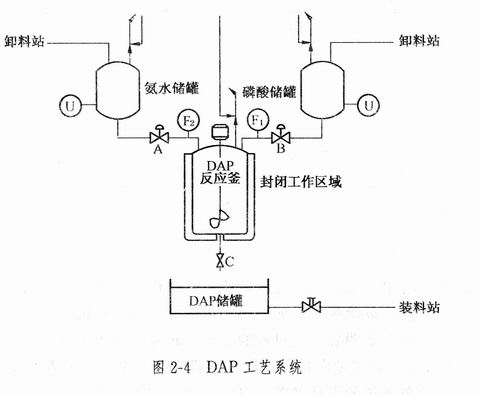 卸料站
卸料站
氨水储罐
磷酸储罐
U
F₂
F₁
U
A
B
DAP
反应釜
封闭工作区域
C
DAP储罐
装料站
图 2-4 DAP 工艺系统